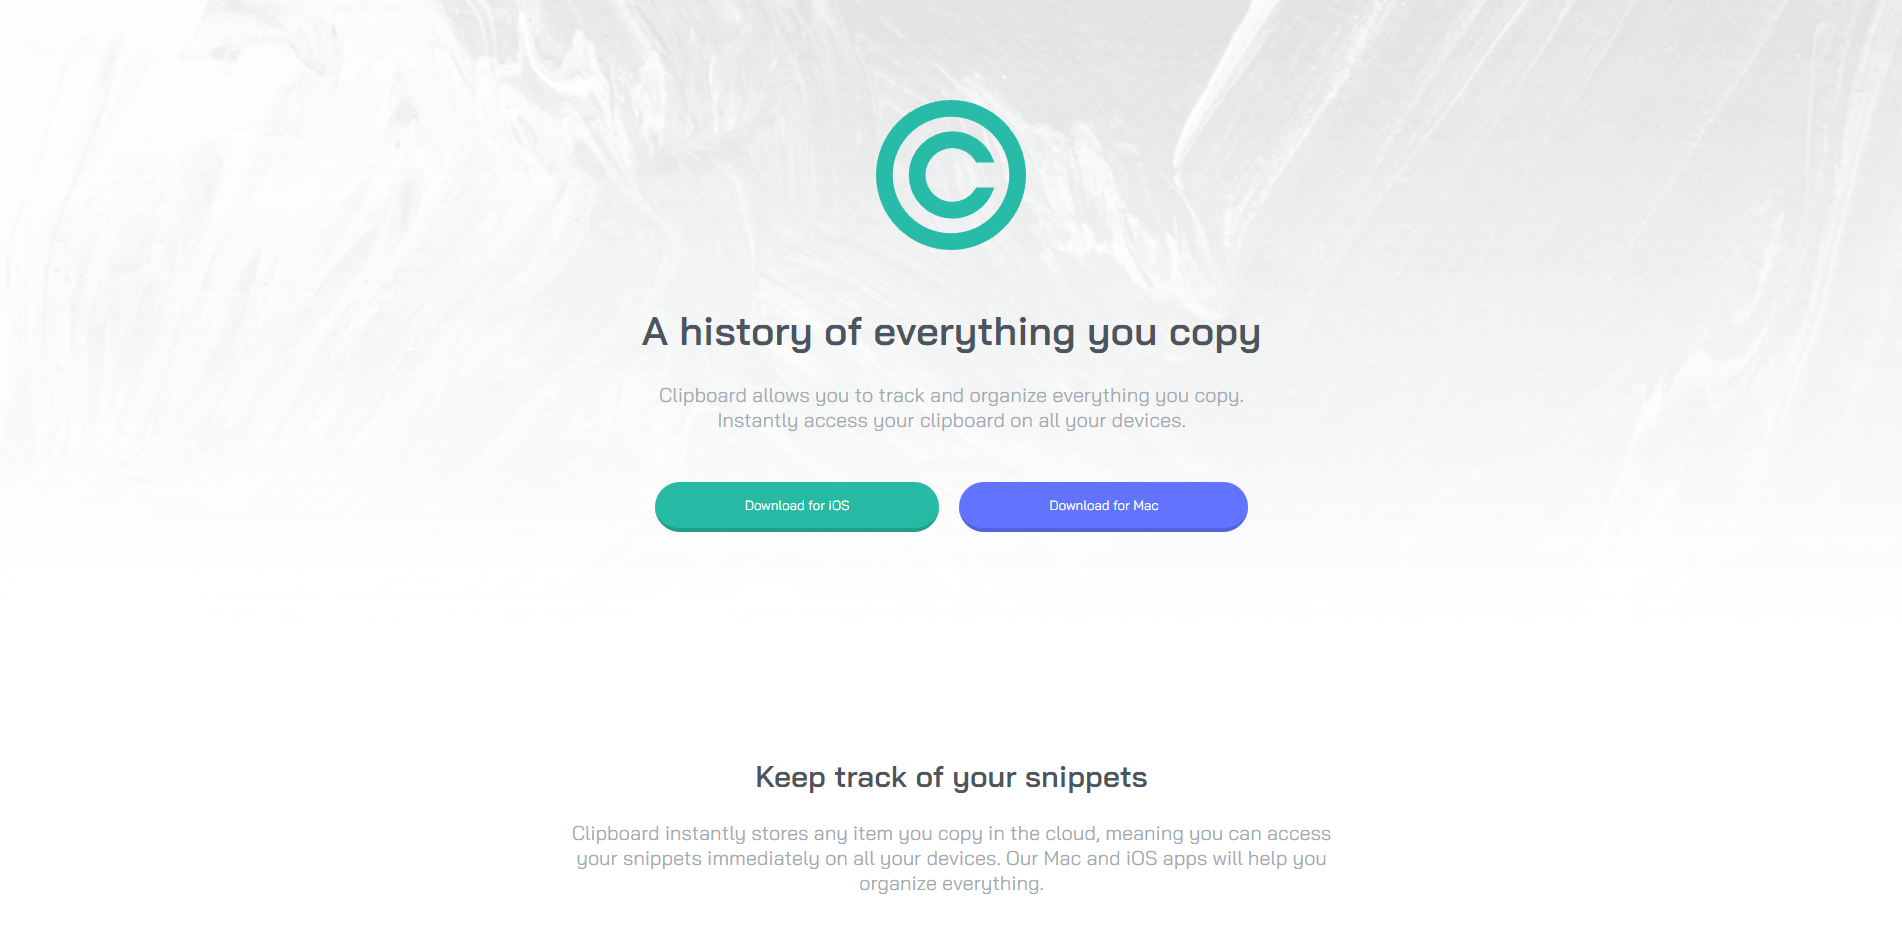 ©
A history of everything you copy
Clipboard allows you to track and organize everything you copy.
Instantly access your clipboard on all your devices.
Download for iOS
Download for Mac
Keep track of your snippets
Clipboard instantly stores any item you copy in the cloud, meaning you can access
your snippets immediately on all your devices. Our Mac and iOS apps will help you
organize everything.